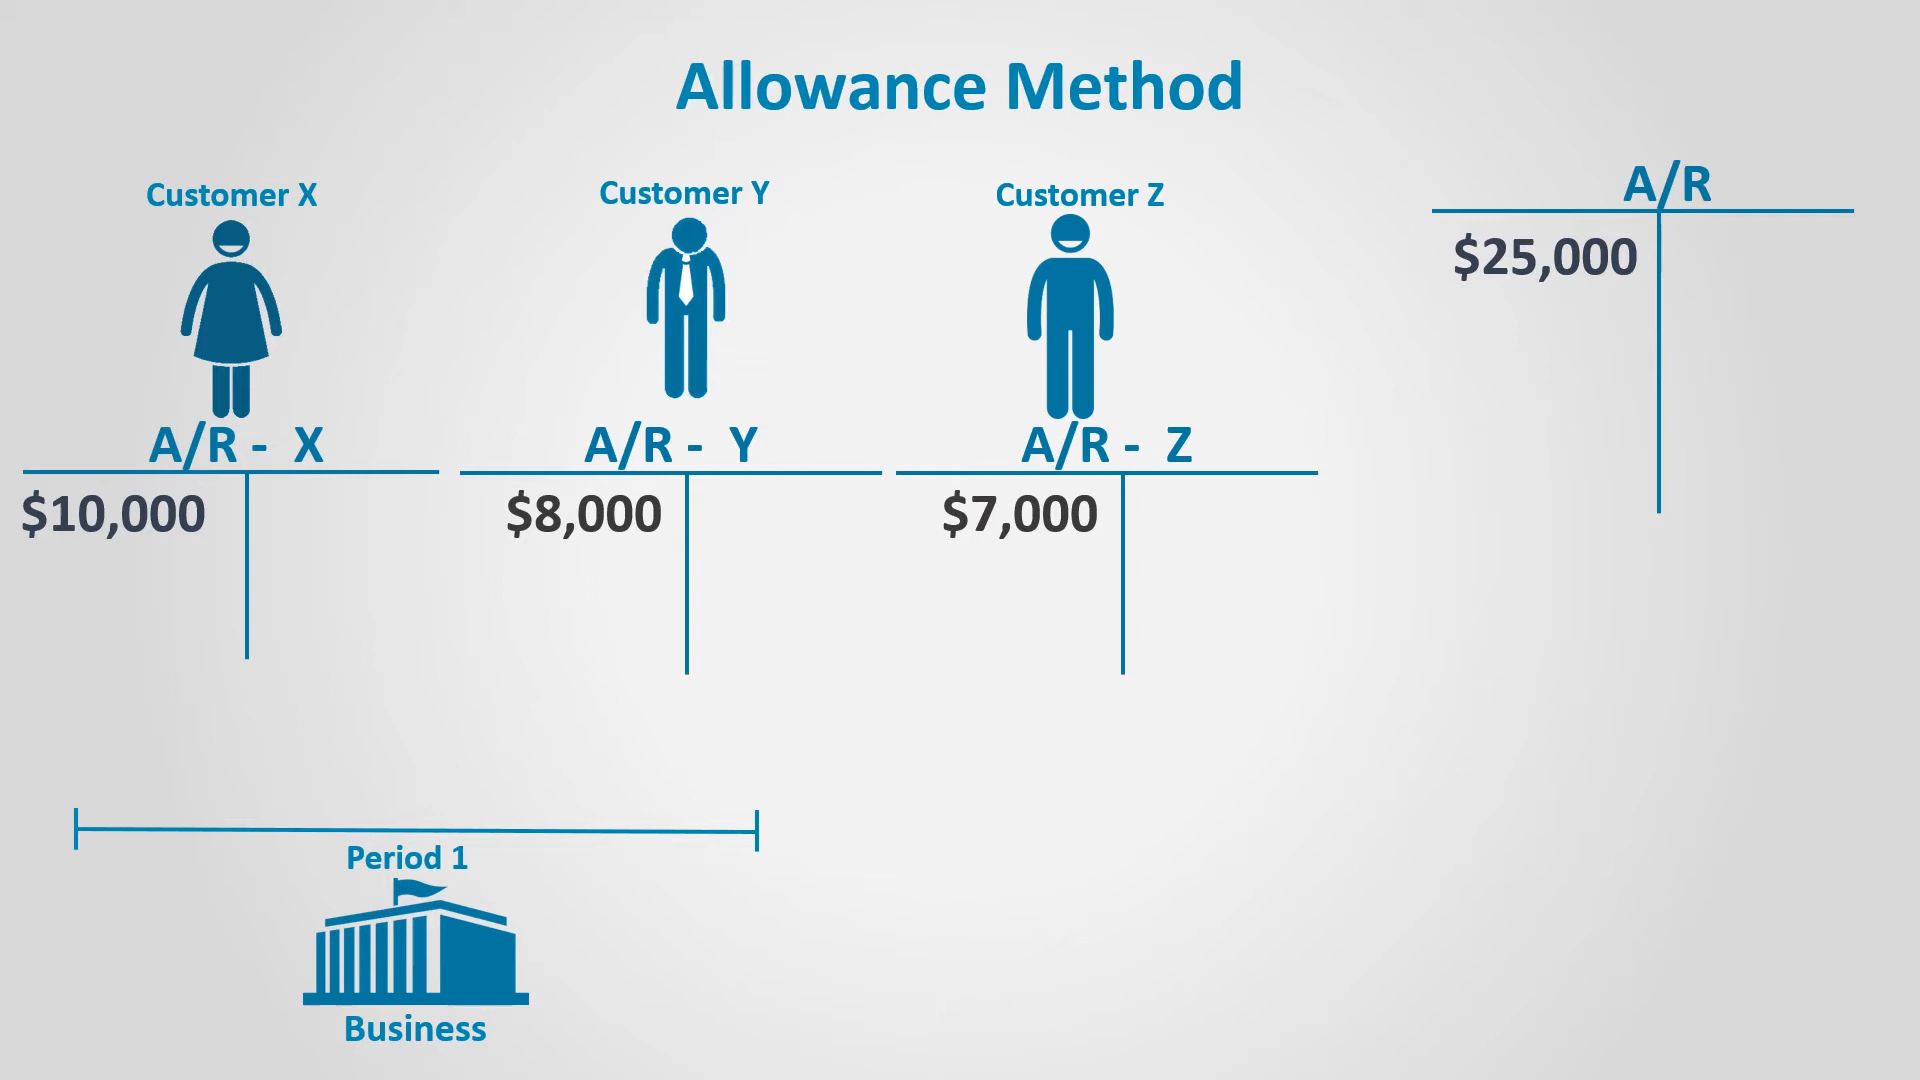 Allowance Method
Customer X
Customer Y
Customer Z
A/R
$25,000
A/R - X
A/R - Y
A/R - Z
$10,000
$8,000
$7,000
Period 1
Business